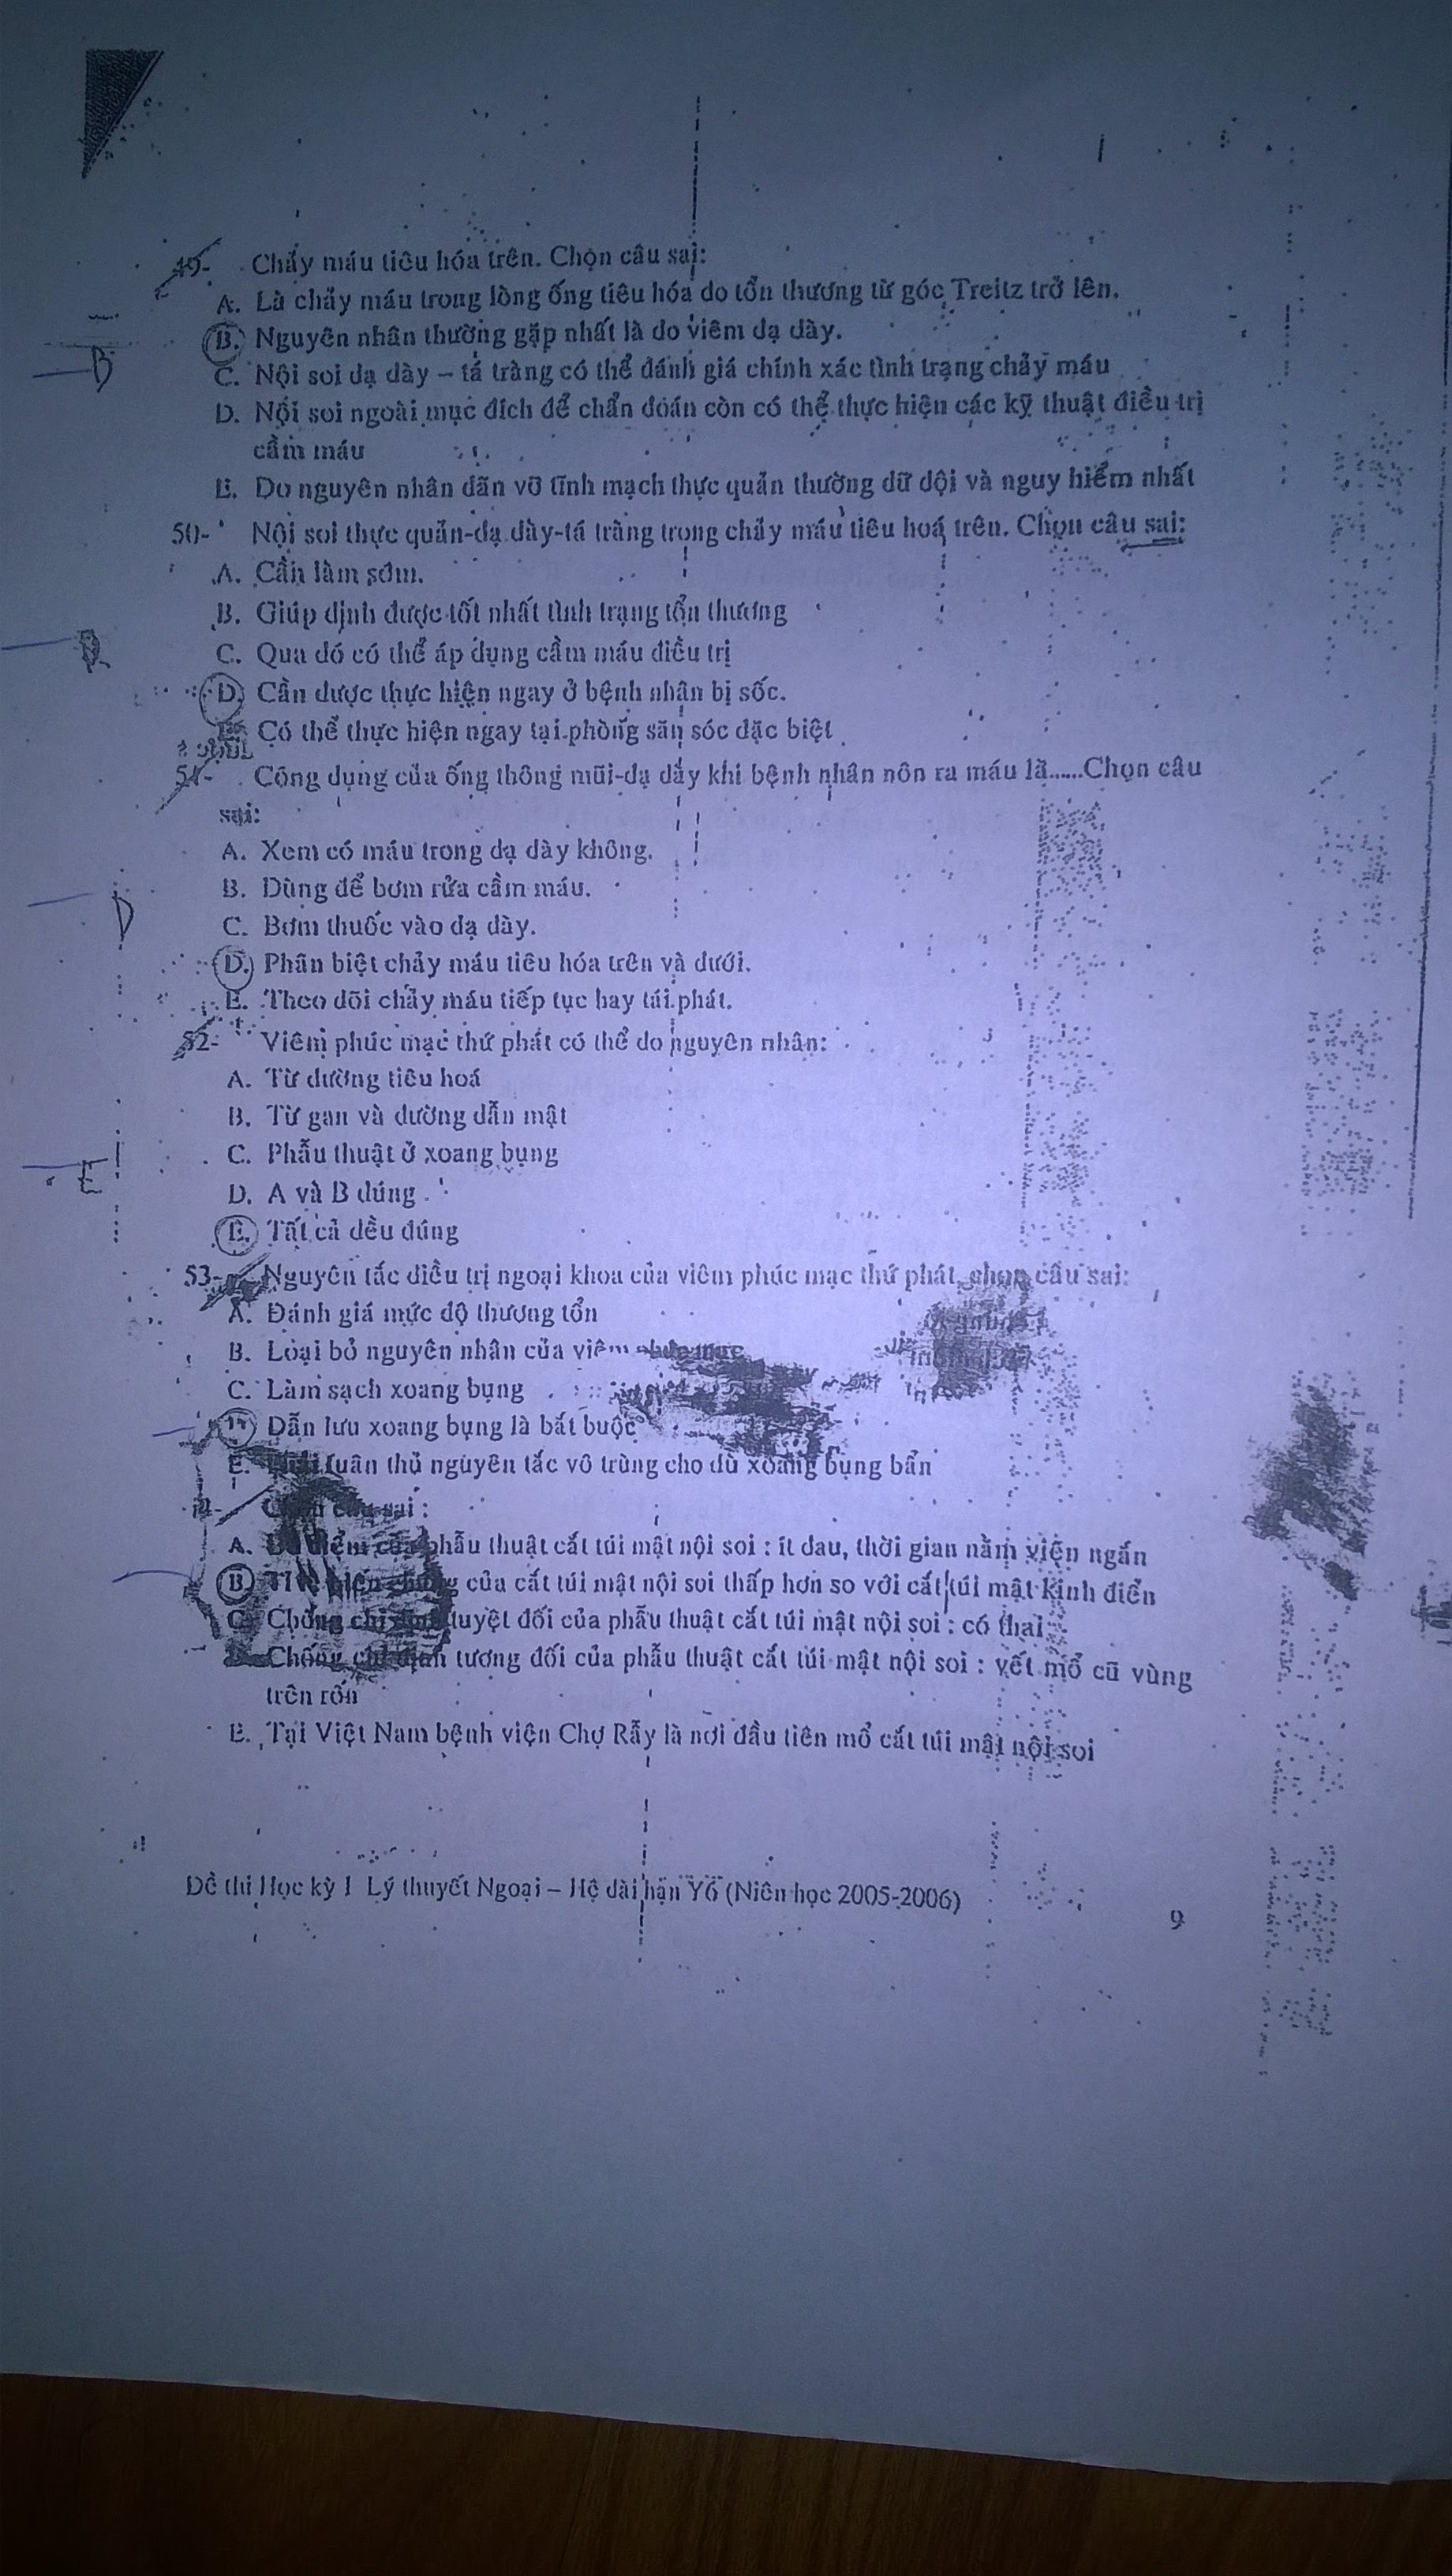 49- Chảy máu tiêu hóa trên. Chọn câu sai:
A. Là chảy máu trong lòng ống tiêu hóa do tổn thương từ góc Treitz trở lên.
B. Nguyên nhân thường gặp nhất là do viêm dạ dày.
B
C. Nội soi dạ dày – tá tràng có thể đánh giá chính xác tình trạng chảy máu
D. Nội soi ngoài mục đích để chẩn đoán còn có thể thực hiện các kỹ thuật điều trị
cầm máu
E. Do nguyên nhân dãn vỡ tĩnh mạch thực quản thường dữ dội và nguy hiểm nhất
50- Nội soi thực quản-dạ dày-tá tràng trong chảy máu tiêu hoá trên. Chọn câu sai:
A. Cần làm sớm.
B. Giúp định được tốt nhất tình trạng tổn thương
C. Qua đó có thể áp dụng cầm máu điều trị
D. Cần được thực hiện ngay ở bệnh nhân bị sốc.
Có thể thực hiện ngay tại phòng săn sóc đặc biệt
51- Công dụng của ống thông mũi-dạ dầy khi bệnh nhân nôn ra máu là......Chọn câu
sai:
A. Xem có máu trong dạ dày không.
B. Dùng để bơm rửa cầm máu.
D
C. Bơm thuốc vào dạ dày.
D. Phân biệt chảy máu tiêu hóa trên và dưới.
E. Theo dõi chảy máu tiếp tục hay tái phát.
52- Viêm phúc mạc thứ phát có thể do nguyên nhân:
A. Từ đường tiêu hoá
B. Từ gan và đường dẫn mật
C. Phẫu thuật ở xoang bụng
E
D. A và B đúng
E. Tất cả đều đúng
53- Nguyên tắc điều trị ngoại khoa của viêm phúc mạc thứ phát, chọn câu sai:
A. Đánh giá mức độ thương tổn
B. Loại bỏ nguyên nhân của viêm phúc mạc
C. Làm sạch xoang bụng
Dẫn lưu xoang bụng là bắt buộc
E. tuân thủ nguyên tắc vô trùng cho dù xoang bụng bẩn
sai :
A. phẫu thuật cắt túi mật nội soi : ít đau, thời gian nằm viện ngắn
B. của cắt túi mật nội soi thấp hơn so với cắt túi mật kinh điển
C. Chống chỉ định tuyệt đối của phẫu thuật cắt túi mật nội soi : có thai
Chống chỉ định tương đối của phẫu thuật cắt túi mật nội soi : vết mổ cũ vùng
trên rốn
E. Tại Việt Nam bệnh viện Chợ Rẫy là nơi đầu tiên mổ cắt túi mật nội soi
Đề thi Học kỳ 1 Lý thuyết Ngoại – Hệ dài hạn Y6 (Niên học 2005-2006)
9